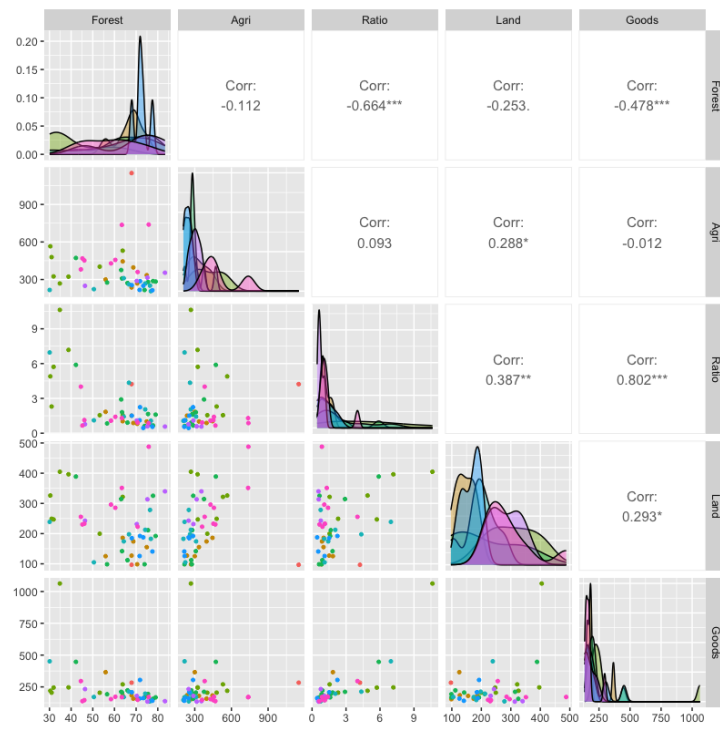 Forest Agri Ratio Land Goods
0.20
0.15
0.10
0.05
0.00
Corr:
-0.112
Corr:
-0.664***
Corr:
-0.253.
Corr:
-0.478***
Forest
900
600
300
Corr:
0.093
Corr:
0.288*
Corr:
-0.012
Agri
9
6
3
0
Corr:
0.387**
Corr:
0.802***
Ratio
500
400
300
200
100
Corr:
0.293*
Land
1000
750
500
250
Goods
30 40 50 60 70 80 300 600 900 0 3 6 9 100 200 300 400 500 250 500 750 1000